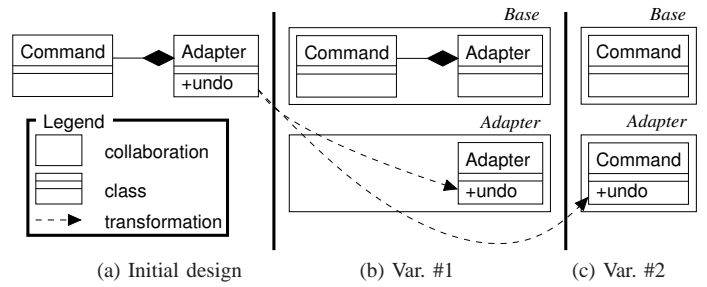 Base
Base
Command
Adapter
+undo
Command
Adapter
Command
Adapter
Adapter
Legend
collaboration
class
transformation
Adapter
+undo
Command
+undo
(a) Initial design
(b) Var. #1
(c) Var. #2